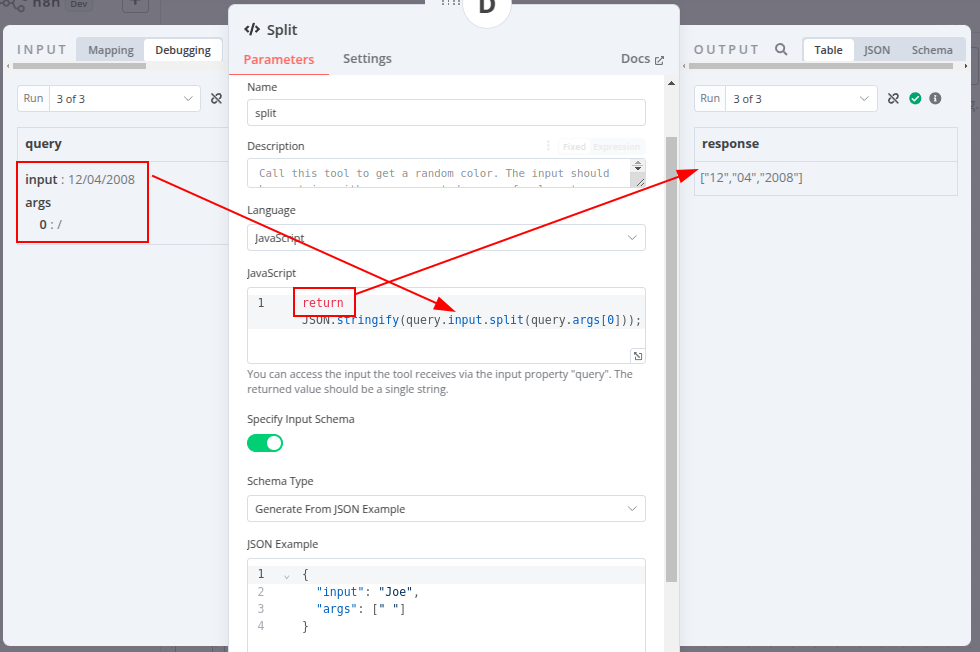 n8n Dev
D
INPUT Mapping Debugging
Run 3 of 3
query
input : 12/04/2008
args
0 : /
Split
Parameters Settings Docs
Name
split
Description Fixed Expression
Call this tool to get a random color. The input should
Language
JavaScript
JavaScript
1 return
JSON.stringify(query.input.split(query.args[0]));
You can access the input the tool receives via the input property "query". The
returned value should be a single string.
Specify Input Schema
Schema Type
Generate From JSON Example
JSON Example
1 {
2 "input": "Joe",
3 "args": [" "]
4 }
OUTPUT Table JSON Schema
Run 3 of 3
response
["12","04","2008"]